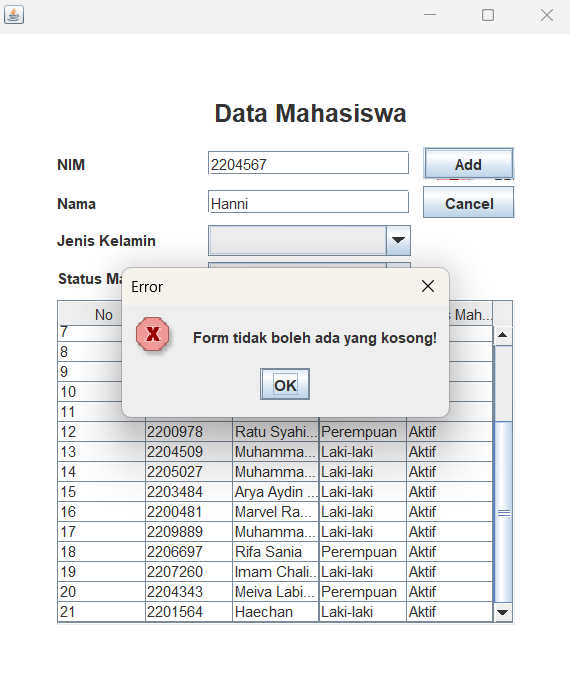 Data Mahasiswa
NIM 2204567 Add
Nama Hanni Cancel
Jenis Kelamin
Status
Error
Form tidak boleh ada yang kosong!
OK
No Mah...
7
8
9
10
11
12 2200978 Ratu Syahi... Perempuan Aktif
13 2204509 Muhamma... Laki-laki Aktif
14 2205027 Muhamma... Laki-laki Aktif
15 2203484 Arya Aydin ... Laki-laki Aktif
16 2200481 Marvel Ra... Laki-laki Aktif
17 2209889 Muhamma... Laki-laki Aktif
18 2206697 Rifa Sania Perempuan Aktif
19 2207260 Imam Chali... Laki-laki Aktif
20 2204343 Meiva Labi... Perempuan Aktif
21 2201564 Haechan Laki-laki Aktif